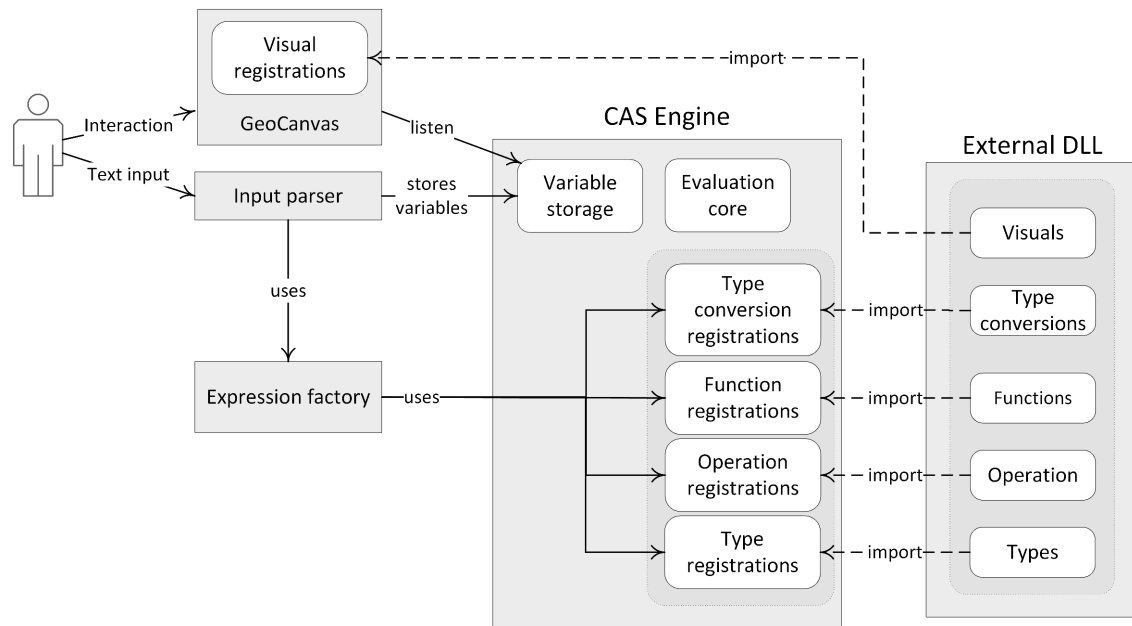 Visual
registrations
GeoCanvas
import
Interaction
Text input
listen
CAS Engine
External DLL
Input parser
stores
variables
Variable
storage
Evaluation
core
Visuals
uses
Type
conversion
registrations
import
Type
conversions
Expression factory
uses
Function
registrations
import
Functions
Operation
registrations
import
Operation
Type
registrations
import
Types